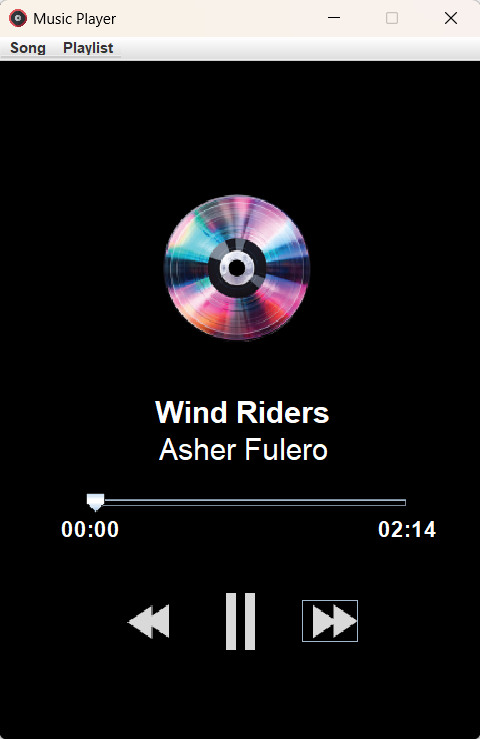 Music Player
Song Playlist
Wind Riders
Asher Fulero
00:00 02:14